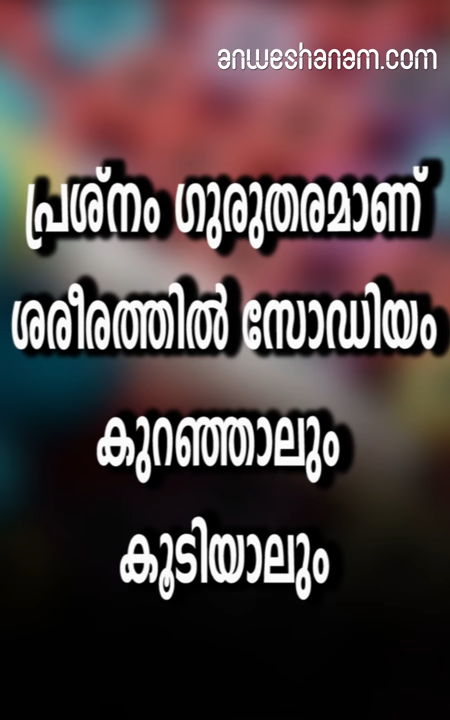 anweshanam.com
പ്രശ്നം ഗുരുതരമാണ്
ശരീരത്തിൽ സോഡിയം
കുറഞ്ഞാലും
കൂടിയാലും